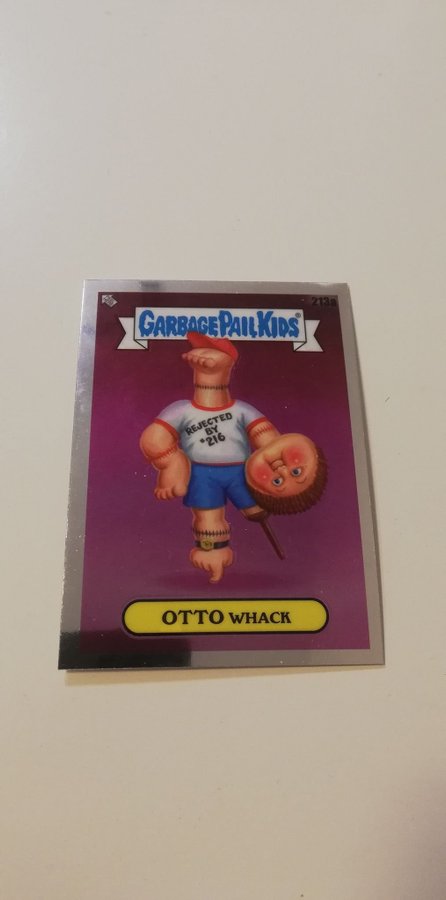 213a
GARBAGE PAIL KIDS®
REJECTED
BY
#216
OTTO WHACK